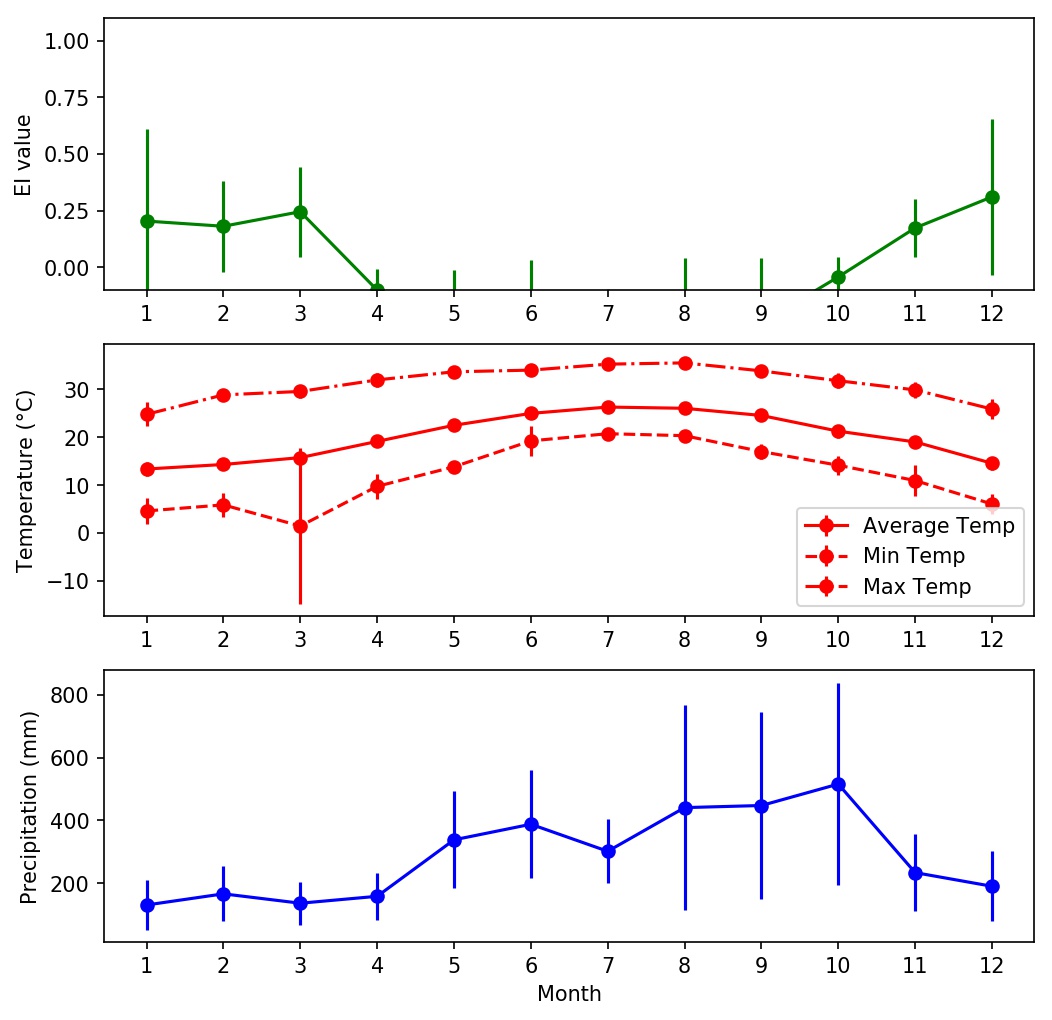 1.00
0.75
0.50
0.25
0.00
EI value
1 2 3 4 5 6 7 8 9 10 11 12
30
20
10
0
−10
Temperature (°C)
Average Temp
Min Temp
Max Temp
1 2 3 4 5 6 7 8 9 10 11 12
800
600
400
200
Precipitation (mm)
1 2 3 4 5 6 7 8 9 10 11 12
Month